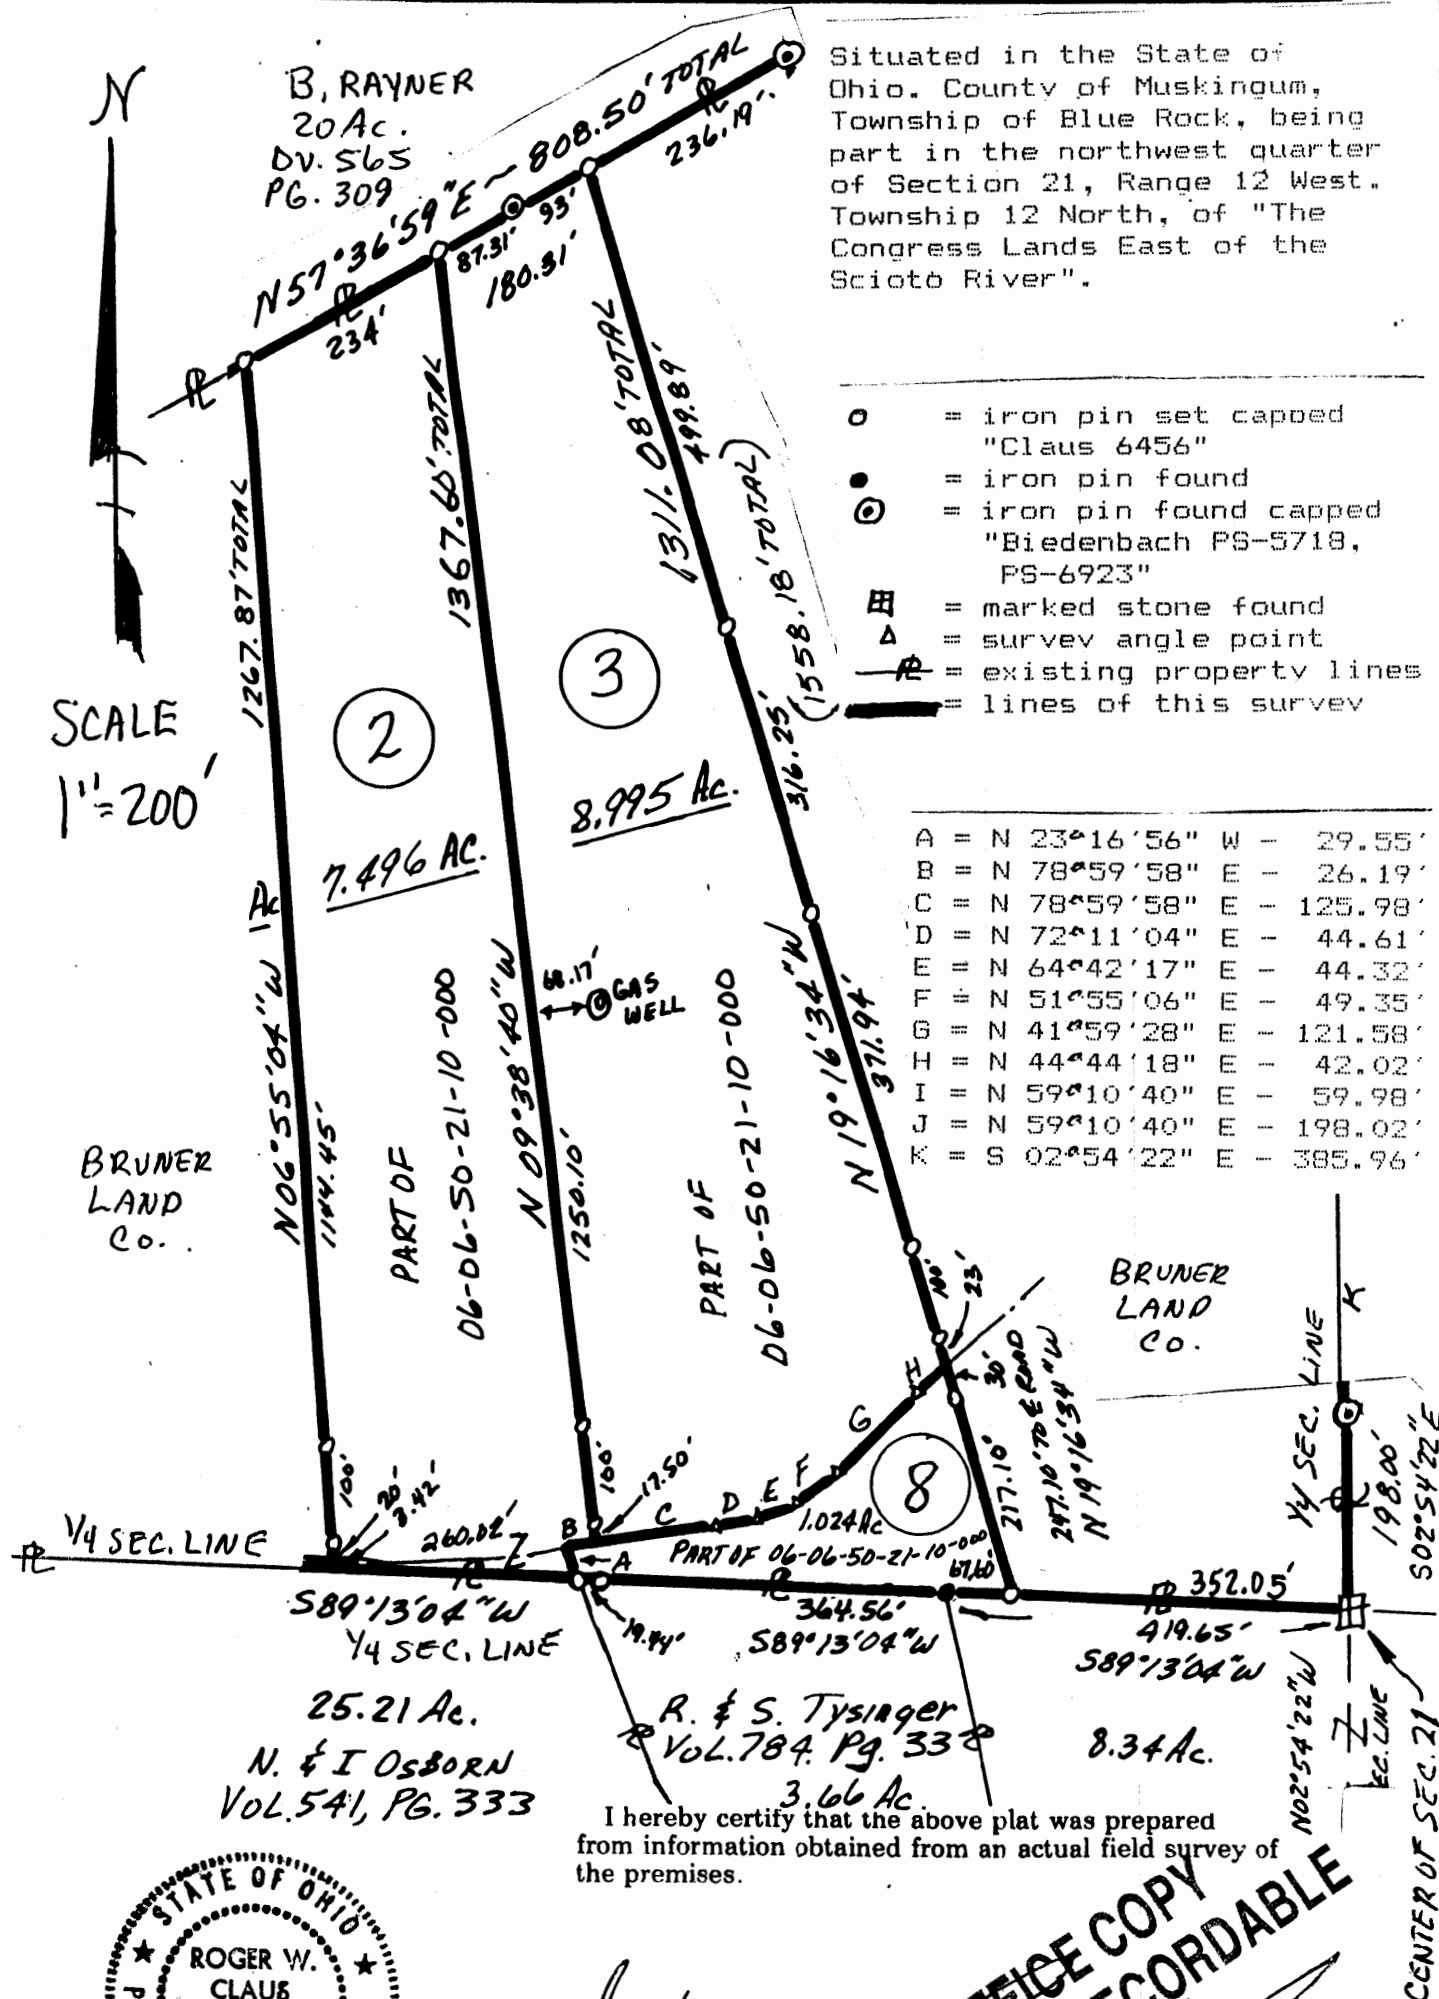 N
B. RAYNER
20 Ac.
DV. 565
PG. 309
Situated in the State of
Ohio. County of Muskingum,
Township of Blue Rock, being
part in the northwest quarter
of Section 21, Range 12 West.
Township 12 North, of "The
Congress Lands East of the
Scioto River".
N57°36'59"E ~ 808.50' TOTAL
236.19'
93'
87.31'
180.31'
234'
= iron pin set capped
"Claus 6456"
= iron pin found
= iron pin found capped
"Biedenbach PS-5718,
PS-6923"
= marked stone found
= survey angle point
= existing property lines
= lines of this survey
SCALE
1"=200'
1267.87' TOTAL
1367.60' TOTAL
1311.08' TOTAL
499.89'
(1558.18' TOTAL)
316.25'
2
7.496 AC.
3
8.995 Ac.
A = N 23°16'56" W - 29.55'
B = N 78°59'58" E - 26.19'
C = N 78°59'58" E - 125.98'
D = N 72°11'04" E - 44.61'
E = N 64°42'17" E - 44.32'
F = N 51°55'06" E - 49.35'
G = N 41°59'28" E - 121.58'
H = N 44°44'18" E - 42.02'
I = N 59°10'40" E - 59.98'
J = N 59°10'40" E - 198.02'
K = S 02°54'22" E - 385.96'
N06°55'04"W
1144.45'
N 09°38'40"W
1250.10'
68.17'
GAS
WELL
N 19°16'34"W
371.94'
PART OF
06-06-50-21-10-000
PART OF
06-06-50-21-10-000
BRUNER
LAND
Co.
BRUNER
LAND
Co.
100'
23'
30'
H
G
F
E
D
C
B
A
8
1.024 Ac
PART OF 06-06-50-21-10-000
217.10'
247.10' TO ℄ ROAD
N 19°16'34"W
1/4 SEC. LINE
K
198.00'
S02°54'22"E
100'
20'
3.42'
100'
17.50'
1/4 SEC. LINE
260.02'
67.60'
352.05'
S89°13'04"W
1/4 SEC. LINE
19.44'
364.56'
S89°13'04"W
419.65'
S89°13'04"W
25.21 Ac.
N. & I OSBORN
VOL. 541, PG. 333
R. & S. Tysinger
VOL. 784 Pg. 33
3.66 Ac.
8.34 Ac.
N02°54'22"W
EC. LINE
CENTER OF SEC. 21
I hereby certify that the above plat was prepared
from information obtained from an actual field survey of
the premises.
STATE OF OHIO
ROGER W.
CLAUS